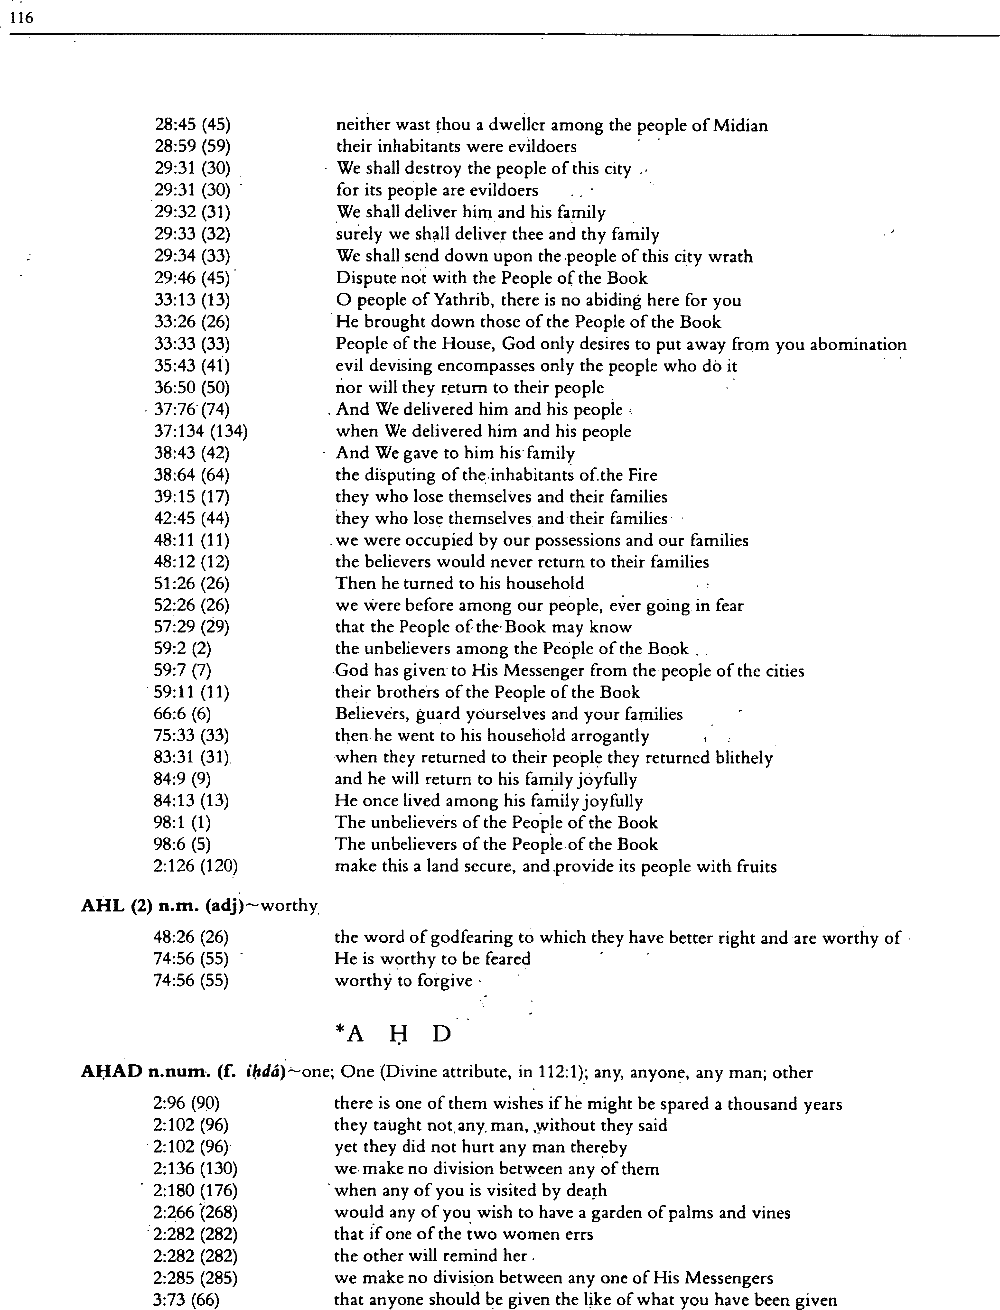 116
28:45 (45) neither wast thou a dweller among the people of Midian
28:59 (59) their inhabitants were evildoers
29:31 (30) We shall destroy the people of this city
29:31 (30) for its people are evildoers
29:32 (31) We shall deliver him and his family
29:33 (32) surely we shall deliver thee and thy family
29:34 (33) We shall send down upon the people of this city wrath
29:46 (45) Dispute not with the People of the Book
33:13 (13) O people of Yathrib, there is no abiding here for you
33:26 (26) He brought down those of the People of the Book
33:33 (33) People of the House, God only desires to put away from you abomination
35:43 (41) evil devising encompasses only the people who do it
36:50 (50) nor will they return to their people
37:76 (74) And We delivered him and his people
37:134 (134) when We delivered him and his people
38:43 (42) And We gave to him his family
38:64 (64) the disputing of the inhabitants of the Fire
39:15 (17) they who lose themselves and their families
42:45 (44) they who lose themselves and their families
48:11 (11) we were occupied by our possessions and our families
48:12 (12) the believers would never return to their families
51:26 (26) Then he turned to his household
52:26 (26) we were before among our people, ever going in fear
57:29 (29) that the People of the Book may know
59:2 (2) the unbelievers among the People of the Book
59:7 (7) God has given to His Messenger from the people of the cities
59:11 (11) their brothers of the People of the Book
66:6 (6) Believers, guard yourselves and your families
75:33 (33) then he went to his household arrogantly
83:31 (31) when they returned to their people they returned blithely
84:9 (9) and he will return to his family joyfully
84:13 (13) He once lived among his family joyfully
98:1 (1) The unbelievers of the People of the Book
98:6 (5) The unbelievers of the People of the Book
2:126 (120) make this a land secure, and provide its people with fruits
AHL (2) n.m. (adj)~worthy
48:26 (26) the word of godfearing to which they have better right and are worthy of
74:56 (55) He is worthy to be feared
74:56 (55) worthy to forgive
*A Ḥ D
AḤAD n.num. (f. iḥdá)~one; One (Divine attribute, in 112:1); any, anyone, any man; other
2:96 (90) there is one of them wishes if he might be spared a thousand years
2:102 (96) they taught not any man, without they said
2:102 (96) yet they did not hurt any man thereby
2:136 (130) we make no division between any of them
2:180 (176) when any of you is visited by death
2:266 (268) would any of you wish to have a garden of palms and vines
2:282 (282) that if one of the two women errs
2:282 (282) the other will remind her
2:285 (285) we make no division between any one of His Messengers
3:73 (66) that anyone should be given the like of what you have been given